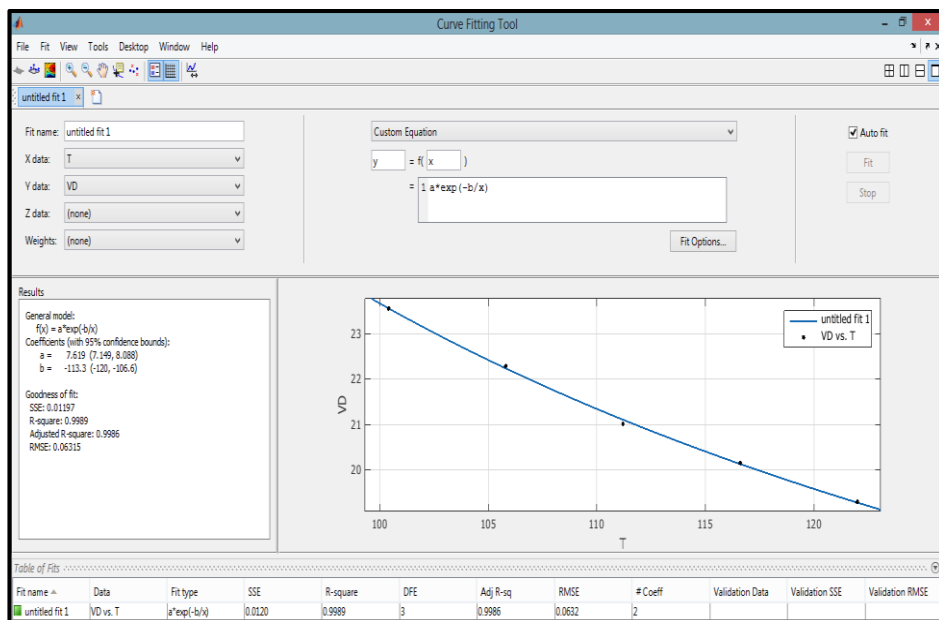 Curve Fitting Tool
File Fit View Tools Desktop Window Help
untitled fit 1
Fit name: untitled fit 1
X data: T
Y data: VD
Z data: (none)
Weights: (none)
Custom Equation
y = f( x )
= 1 a*exp(-b/x)
Fit Options...
Auto fit
Fit
Stop
Results
General model:
f(x) = a*exp(-b/x)
Coefficients (with 95% confidence bounds):
a = 7.619 (7.149, 8.088)
b = -113.3 (-120, -106.6)
Goodness of fit:
SSE: 0.01197
R-square: 0.9989
Adjusted R-square: 0.9986
RMSE: 0.06315
untitled fit 1
VD vs. T
23
22
21
20
VD
100 105 110 115 120
T
Table of Fits
Fit name Data Fit type SSE R-square DFE Adj R-sq RMSE # Coeff Validation Data Validation SSE Validation RMSE
untitled fit 1 VD vs. T a*exp(-b/x) 0.0120 0.9989 3 0.9986 0.0632 2